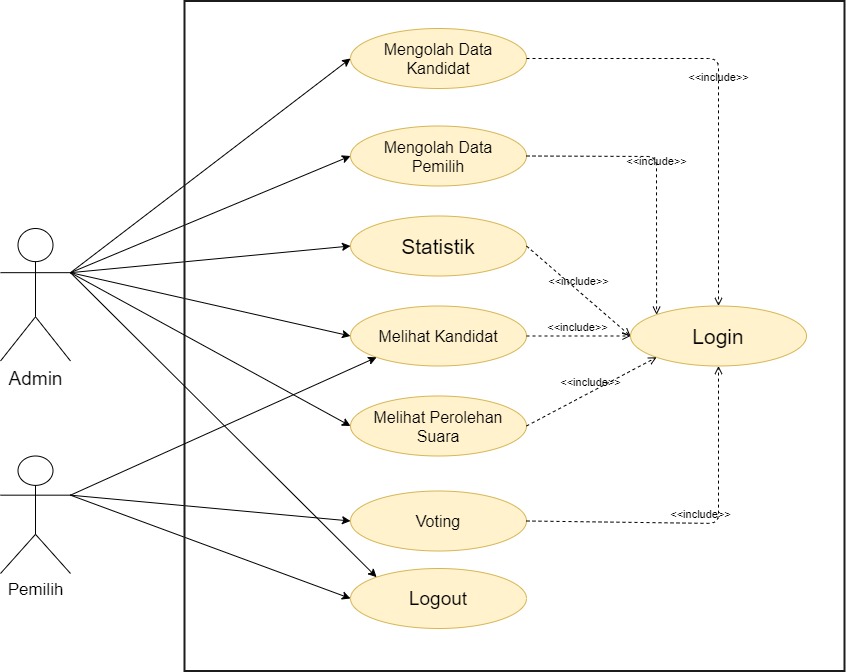 Mengolah Data
Kandidat
<<include>>
Mengolah Data
Pemilih
<<include>>
Statistik
<<include>>
Melihat Kandidat
<<include>>
Login
Admin
<<include>>
Melihat Perolehan
Suara
Voting
<<include>>
Pemilih
Logout